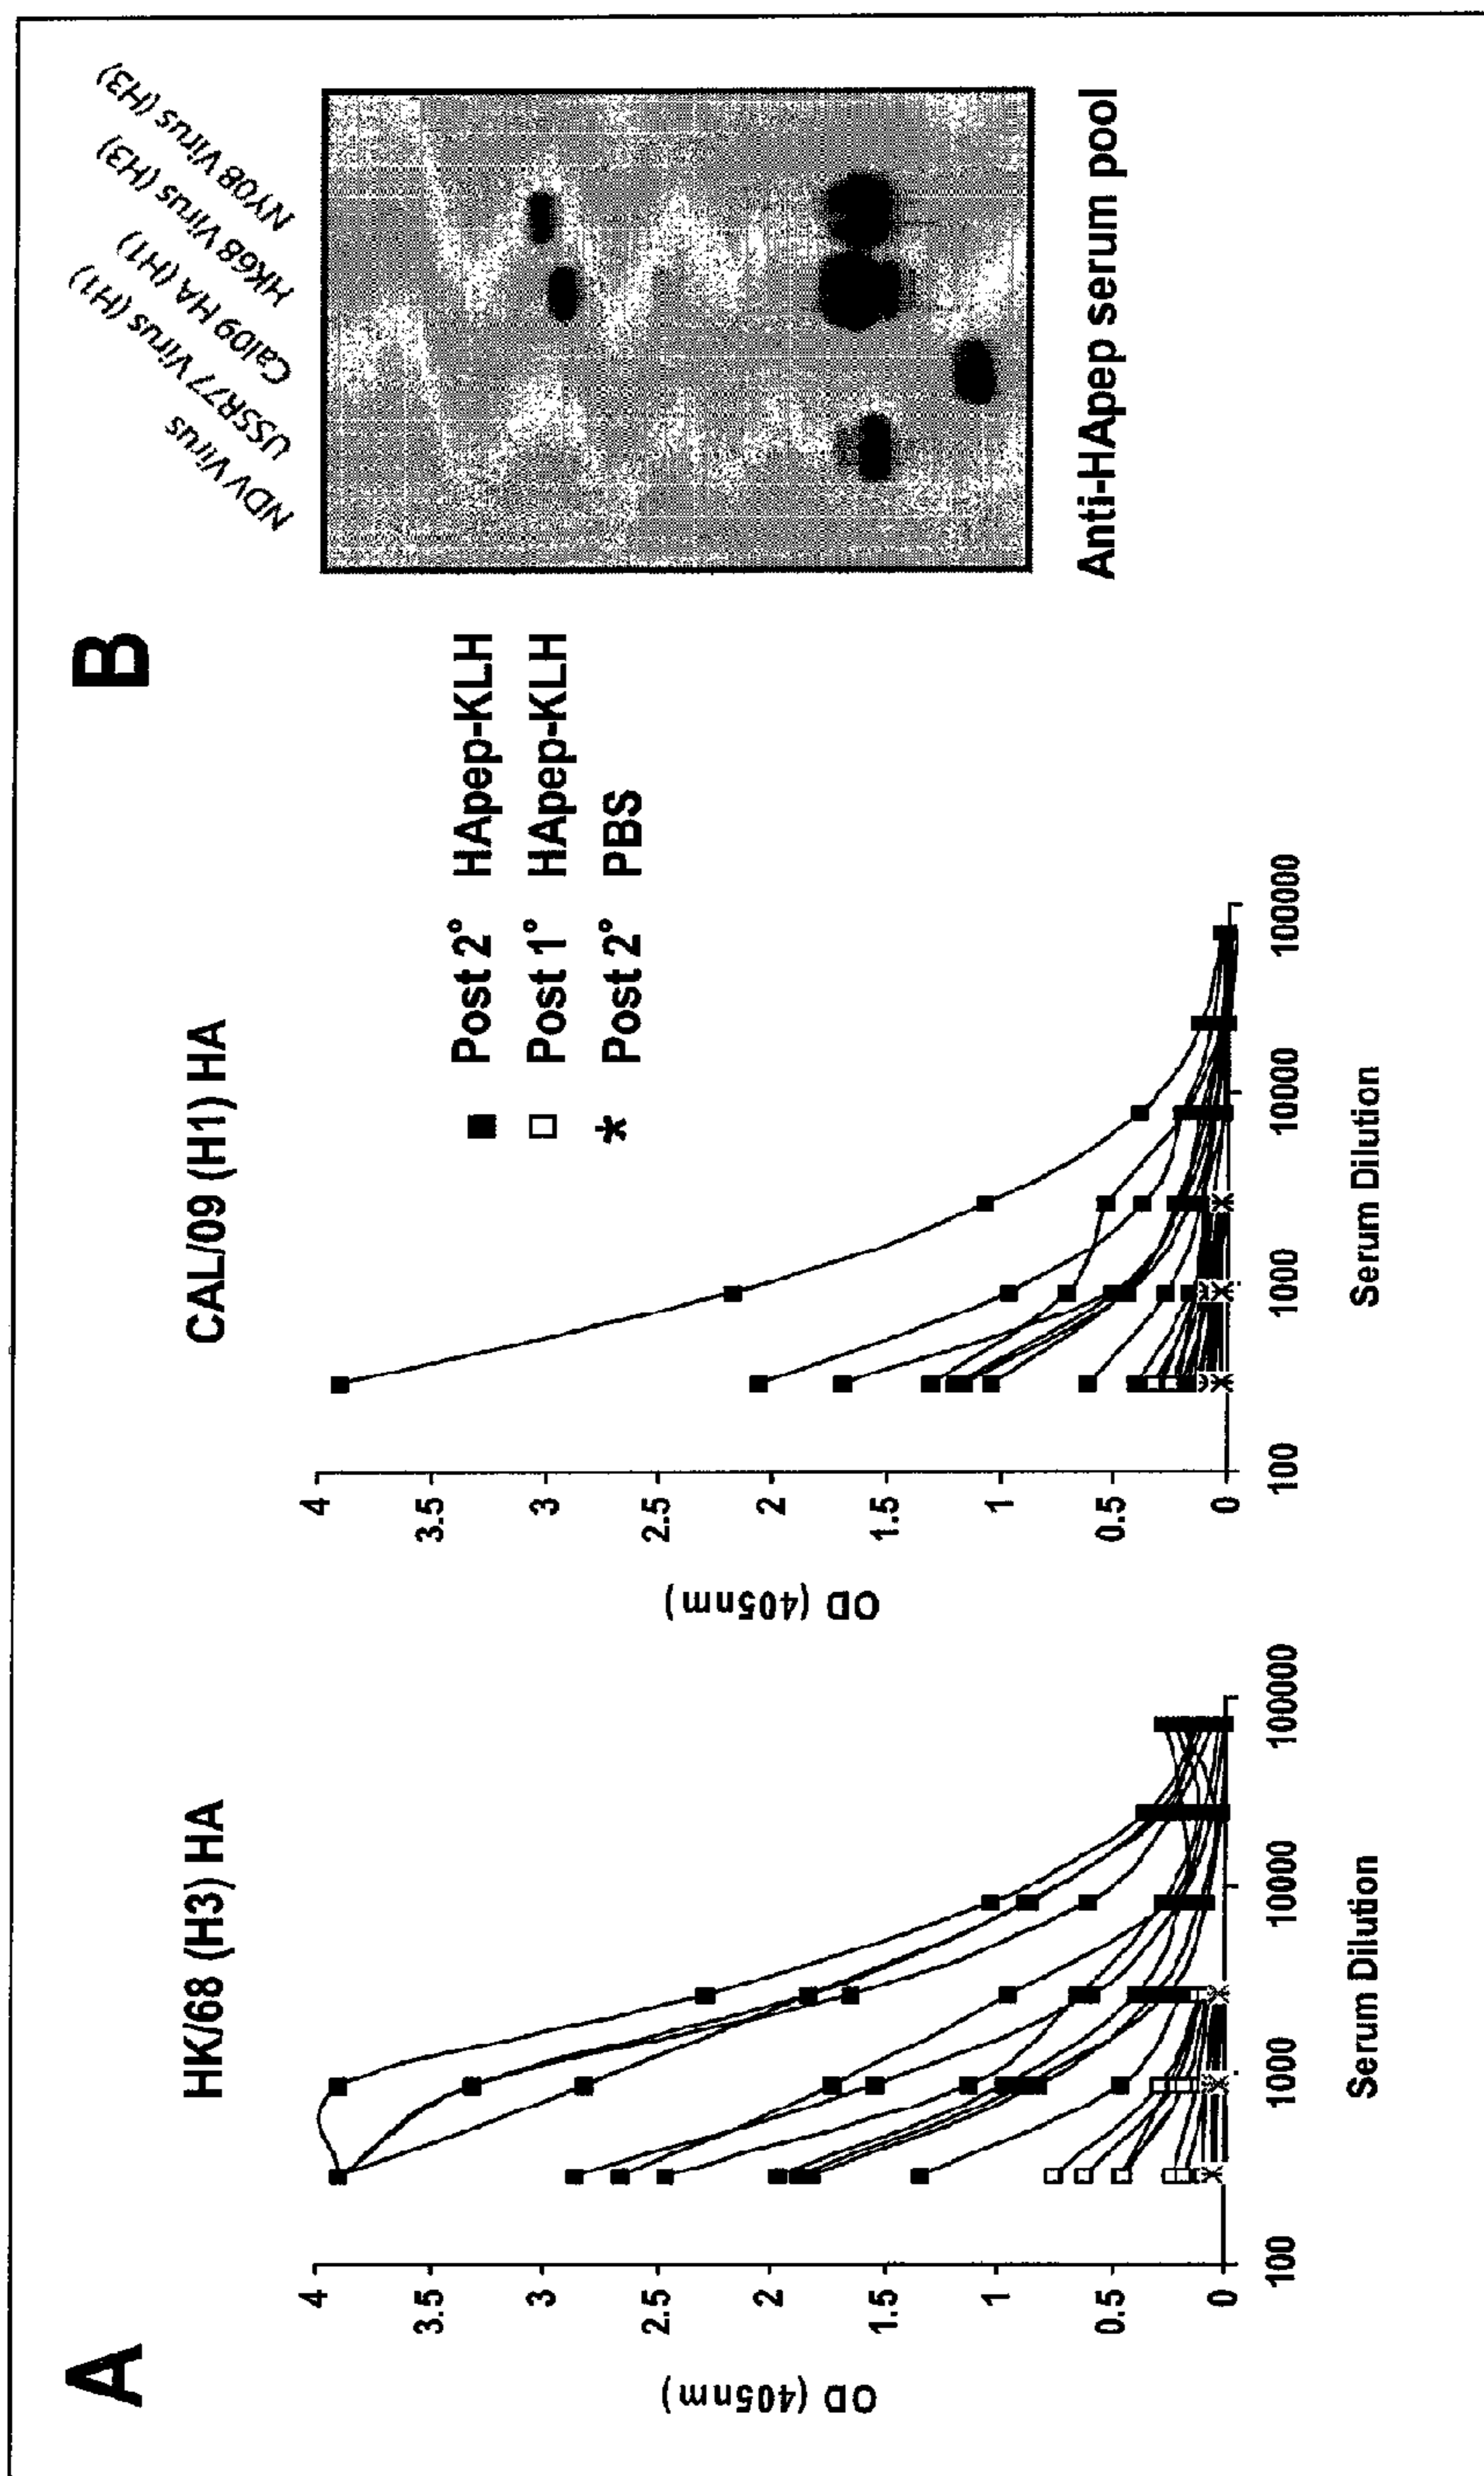 A
HK/68 (H3) HA
OD (405nm)
4
3.5
3
2.5
2
1.5
1
0.5
0
100
1000
10000
100000
Serum Dilution
CAL/09 (H1) HA
OD (405nm)
4
3.5
3
2.5
2
1.5
1
0.5
0
100
1000
10000
100000
Serum Dilution
Post 2° HApep-KLH
Post 1° HApep-KLH
* Post 2° PBS
B
NDV Virus
USSR77 Virus (H1)
Cal09 HA (H1)
HK68 Virus (H3)
NY08 Virus (H3)
Anti-HApep serum pool